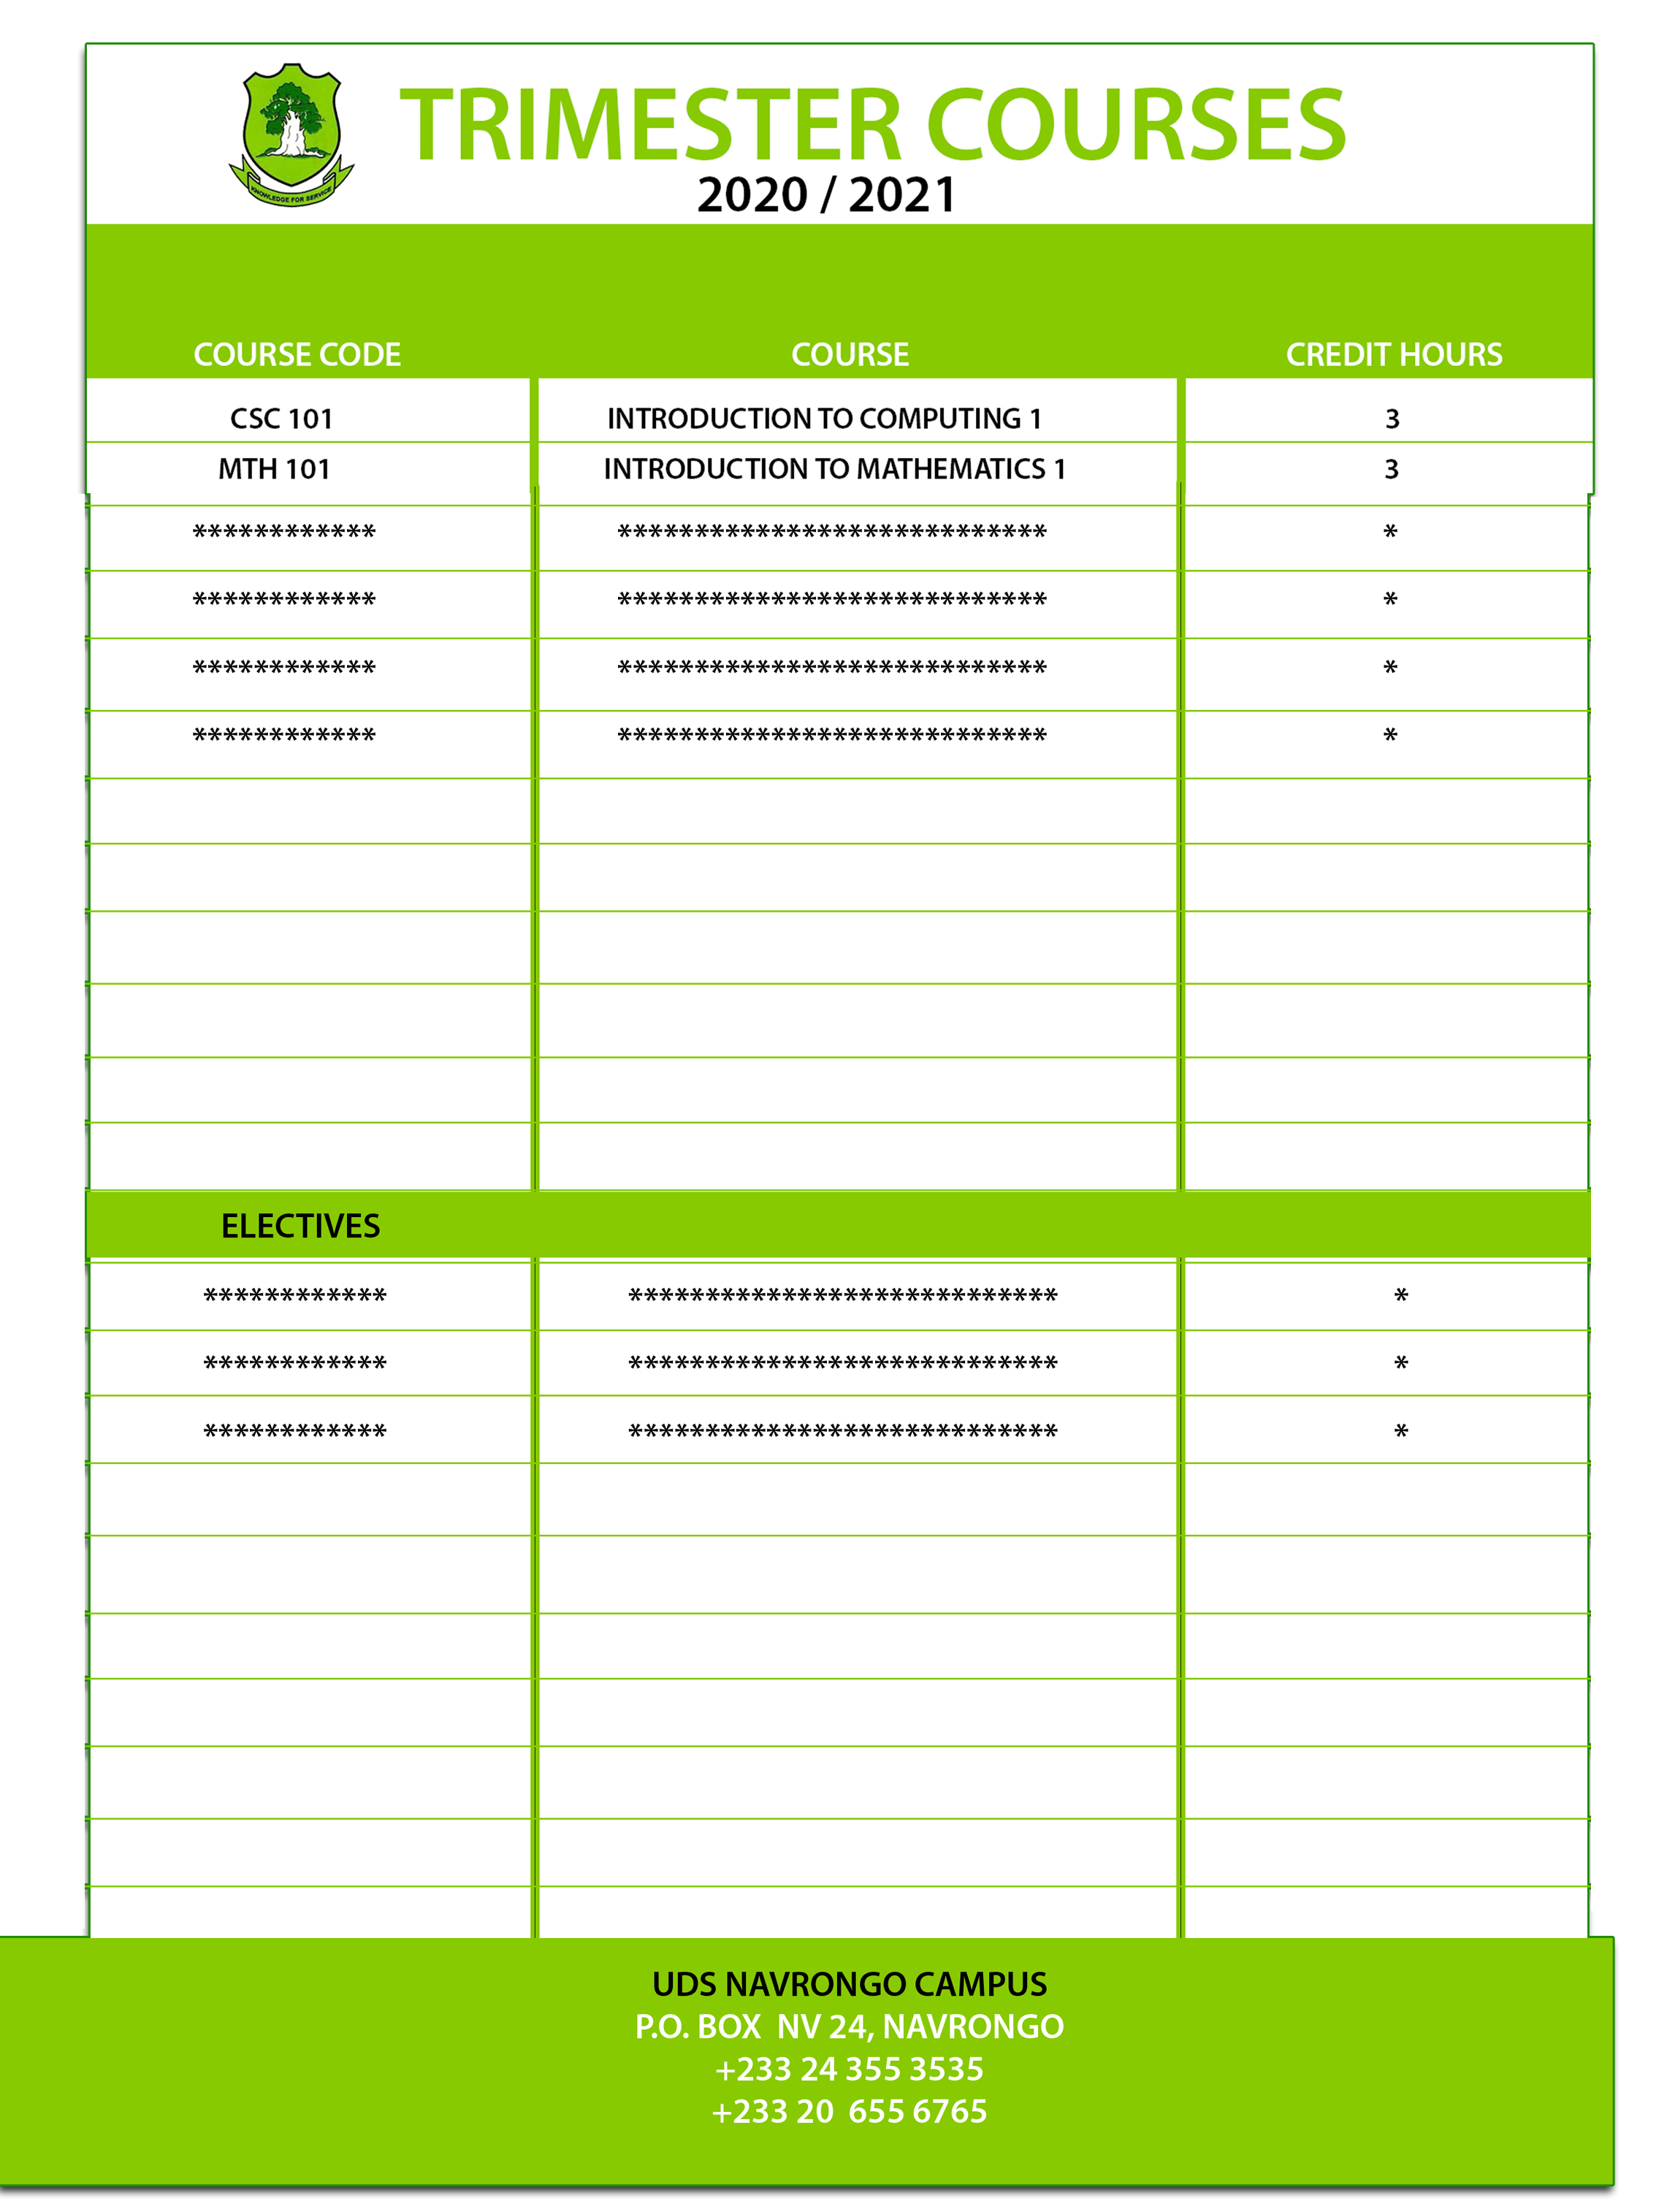 KNOWLEDGE FOR SERVICE
TRIMESTER COURSES
2020 / 2021
COURSE CODE COURSE CREDIT HOURS
CSC 101 INTRODUCTION TO COMPUTING 1 3
MTH 101 INTRODUCTION TO MATHEMATICS 1 3
************ **************************** *
************ **************************** *
************ **************************** *
************ **************************** *
ELECTIVES
************ **************************** *
************ **************************** *
************ **************************** *
UDS NAVRONGO CAMPUS
P.O. BOX  NV 24, NAVRONGO
+233 24 355 3535
+233 20  655 6765